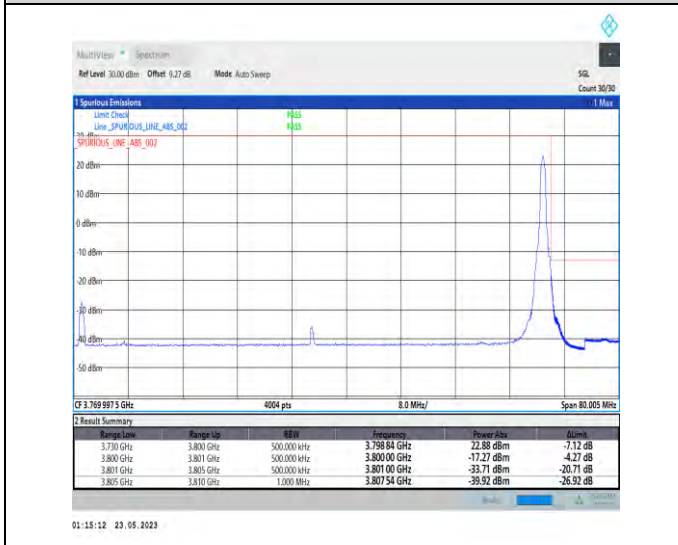 MultiView Spectrum
Ref Level 30.00 dBm Offset 9.27 dB Mode Auto Sweep SGL
Count 30/30
1 Spurious Emissions 1 Max
Limit Check PASS
Line _SPURIOUS_LINE_ABS_002 PASS
_SPURIOUS_LINE_ABS_002
20 dBm
10 dBm
0 dBm
-10 dBm
-20 dBm
-30 dBm
-40 dBm
-50 dBm
CF 3.769 997 5 GHz 4004 pts 8.0 MHz/ Span 80.005 MHz
2 Result Summary
Range Low Range Up RBW Frequency Power Abs ΔLimit
3.730 GHz 3.800 GHz 500.000 kHz 3.798 84 GHz 22.88 dBm -7.12 dB
3.800 GHz 3.801 GHz 500.000 kHz 3.800 00 GHz -17.27 dBm -4.27 dB
3.801 GHz 3.805 GHz 500.000 kHz 3.801 00 GHz -33.71 dBm -20.71 dB
3.805 GHz 3.810 GHz 1.000 MHz 3.807 54 GHz -39.92 dBm -26.92 dB
01:15:12 23.05.2023